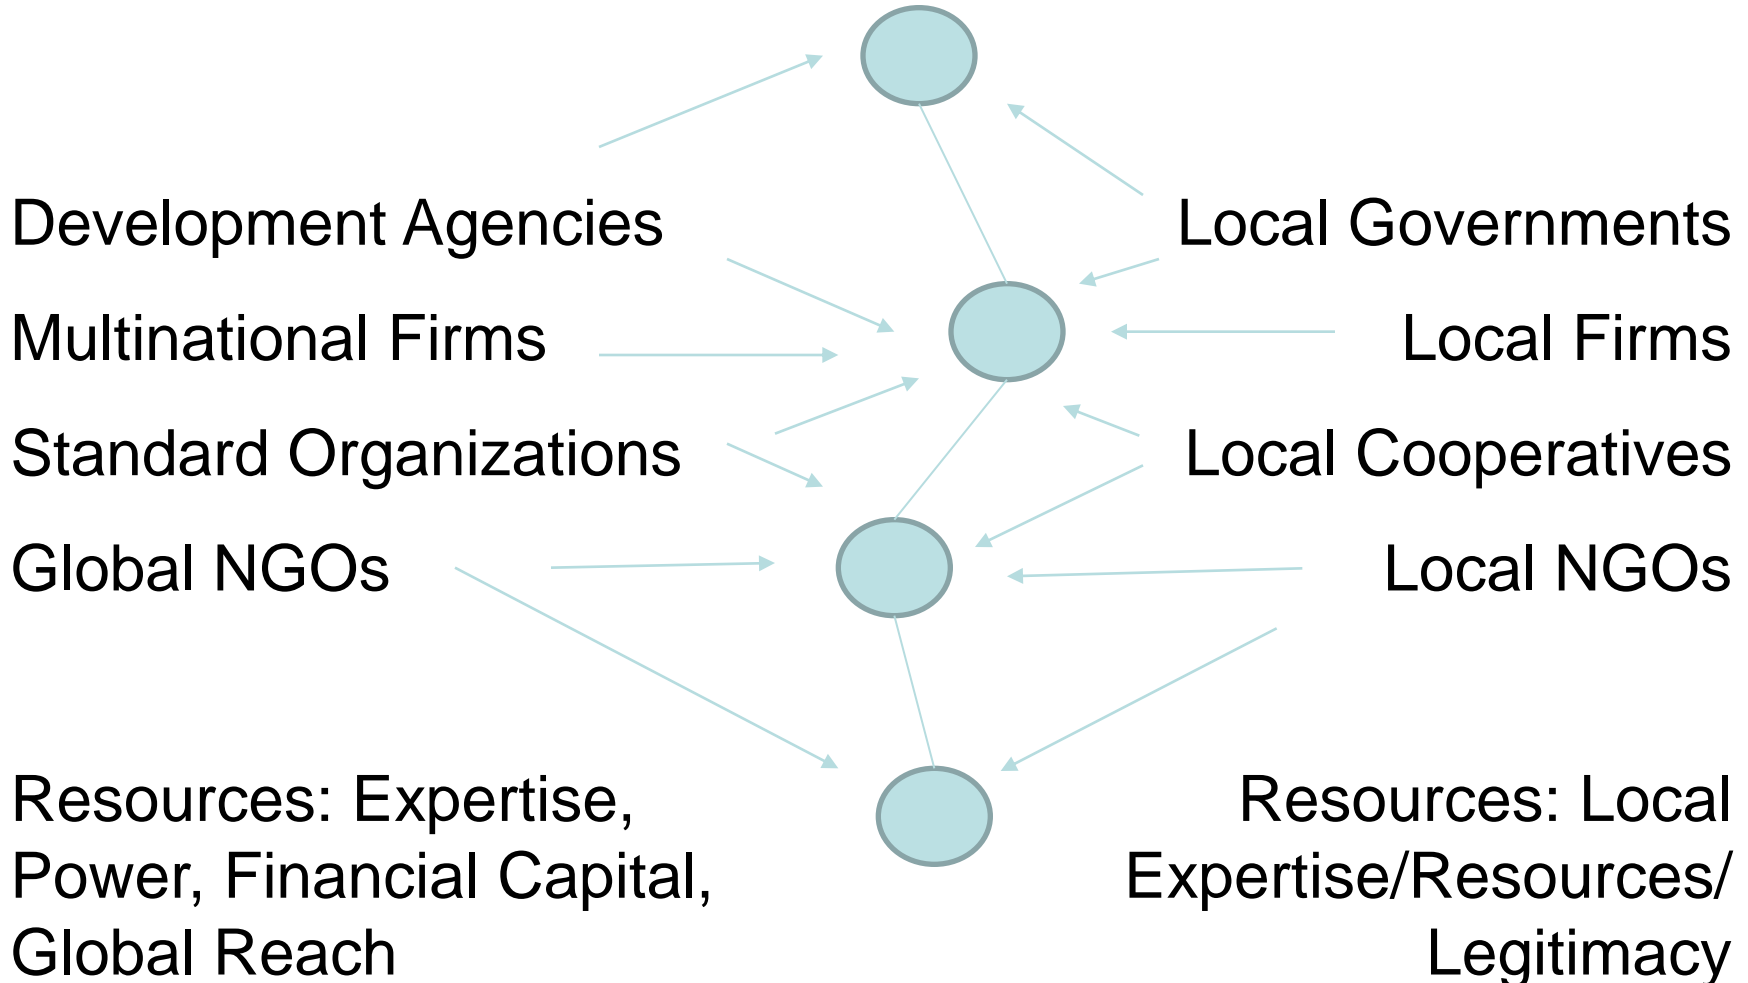 Development Agencies
Multinational Firms
Standard Organizations
Global NGOs
Resources: Expertise,
Power, Financial Capital,
Global Reach
Local Governments
Local Firms
Local Cooperatives
Local NGOs
Resources: Local
Expertise/Resources/
Legitimacy